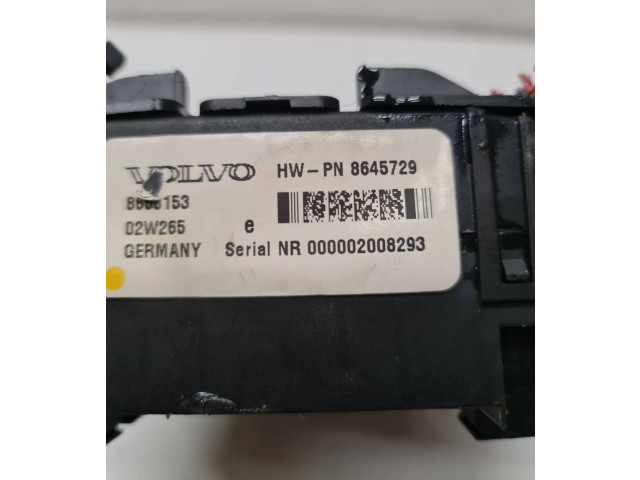 VOLVO HW-PN 8645729
02W265 e
GERMANY Serial NR 000002008293